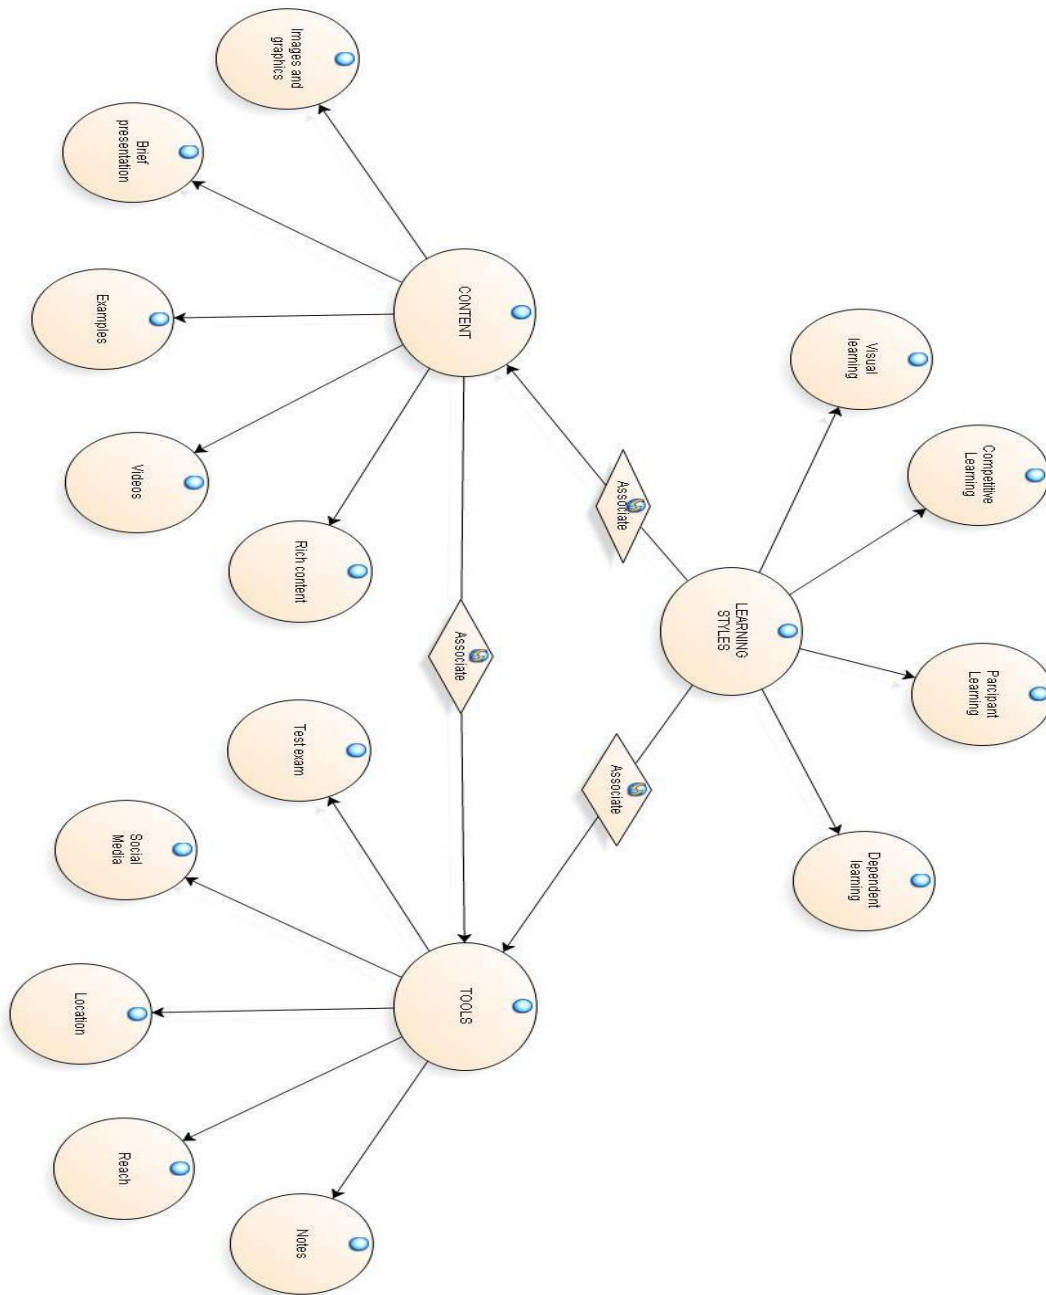 Competitive
Learning
Parcipant
Learning
Visual
learning
Dependent
learning
LEARNING
STYLES
Associate
Associate
CONTENT
Associate
TOOLS
Images and
graphics
Rich content
Test exam
Notes
Brief
presentation
Videos
Social
Media
Reach
Examples
Location